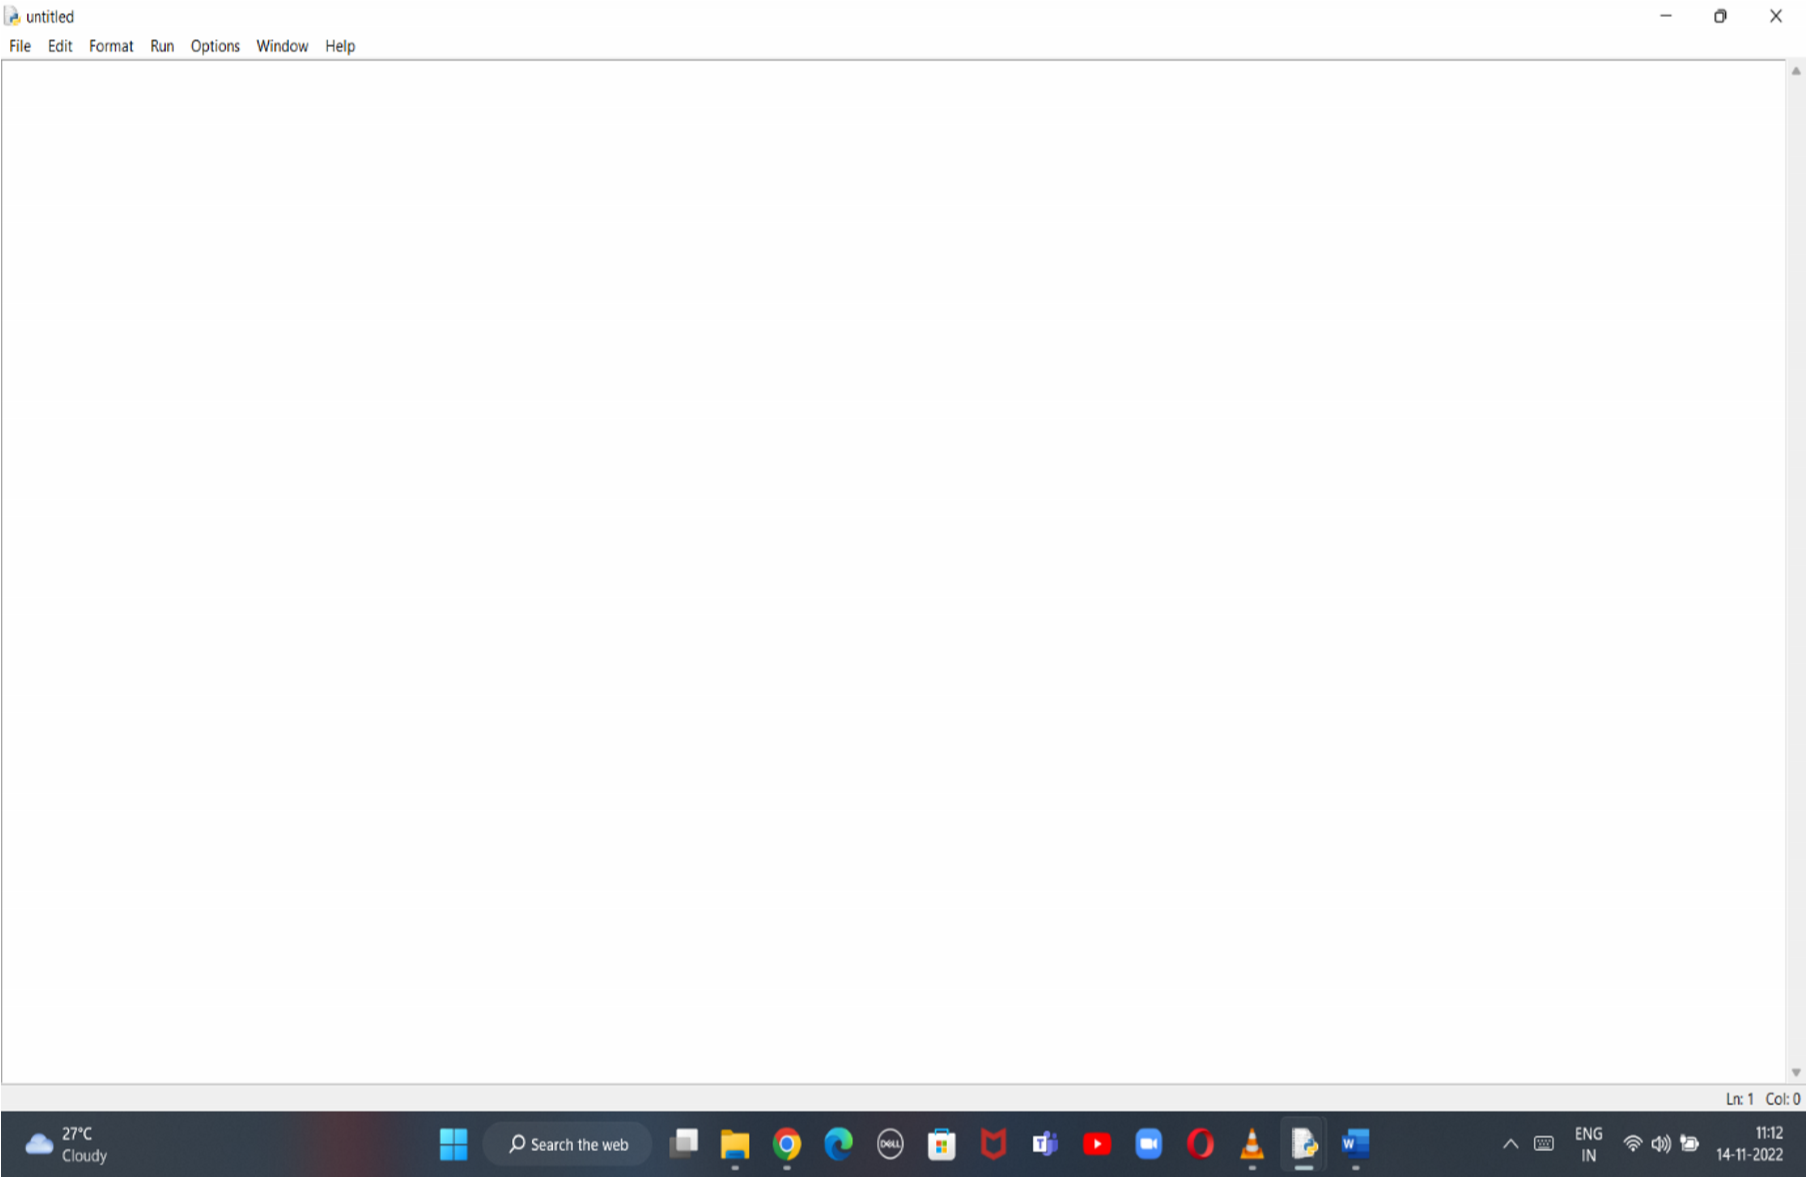 untitled
File Edit Format Run Options Window Help
Ln: 1 Col: 0
27°C
Cloudy
Search the web
DELL
T
W
ENG
IN
11:12
14-11-2022